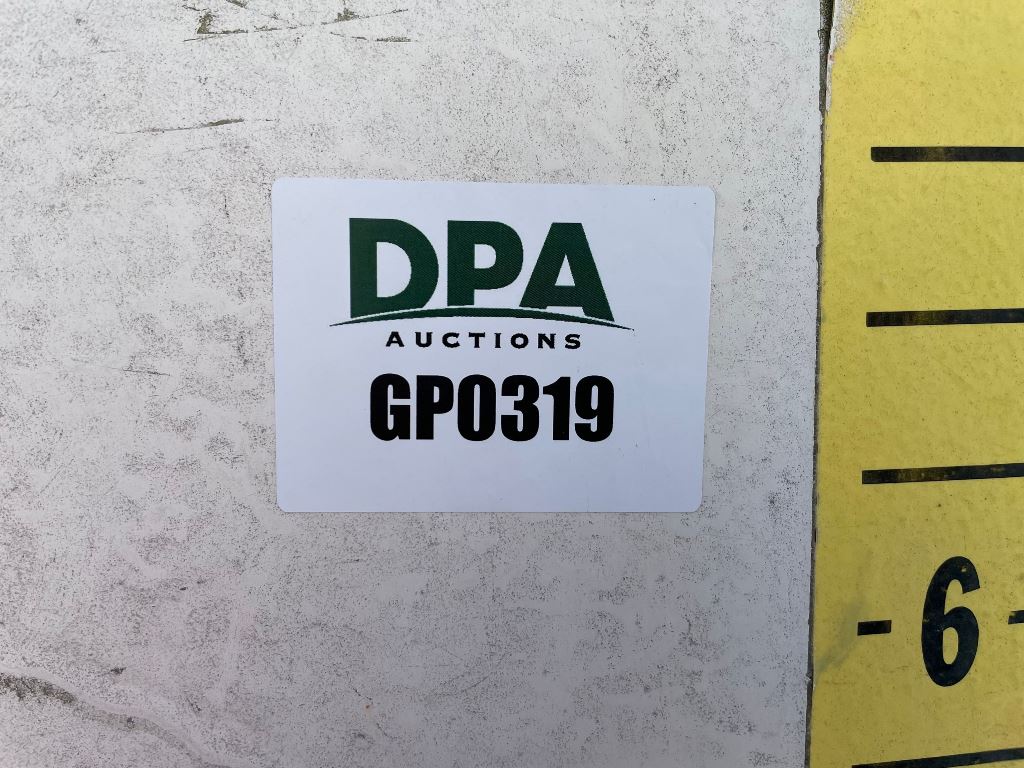 DPA
AUCTIONS
GP0319
6